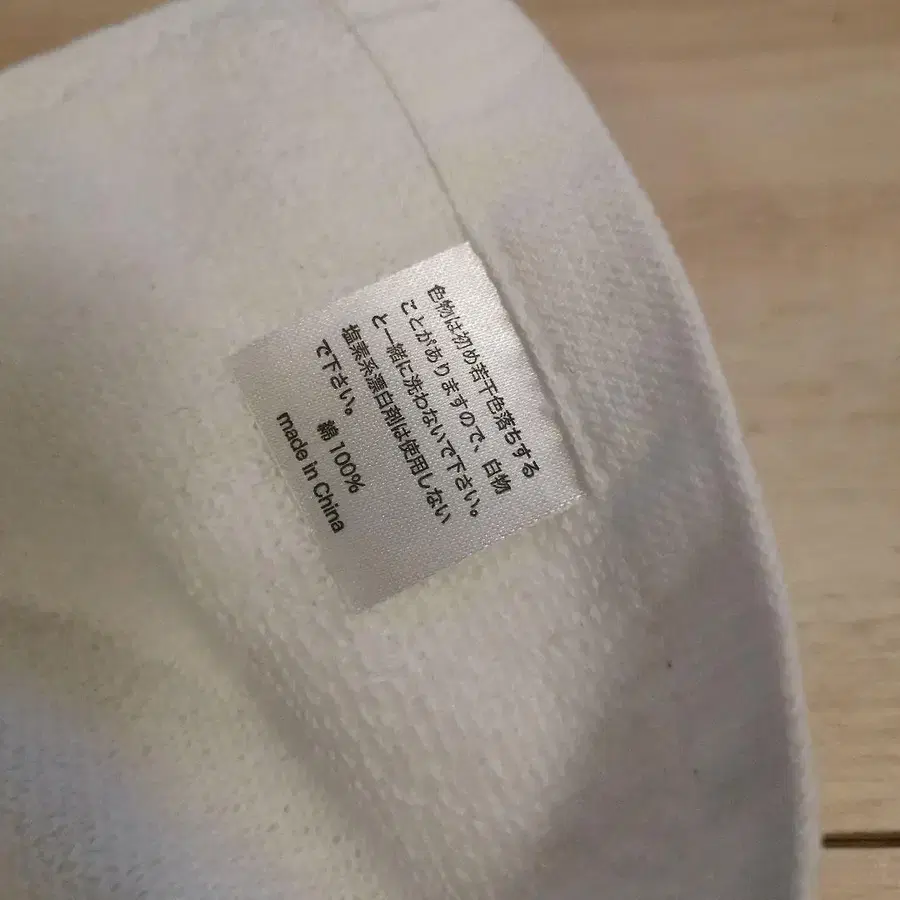 色物は初め若干色落ちする
ことがありますので、白物
と一緒に洗わないで下さい。
塩素系漂白剤は使用しない
で下さい。
綿 100%
made in China